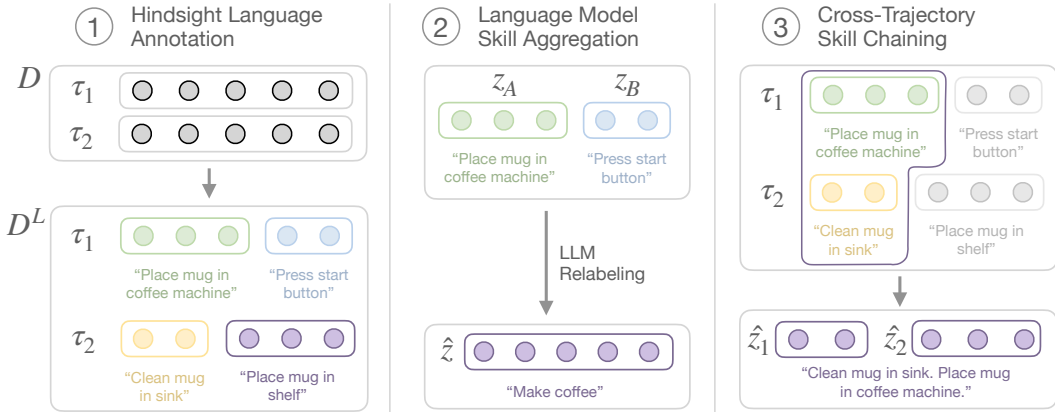 1 Hindsight Language
Annotation
D
τ1
τ2
D^L
τ1
“Place mug in
coffee machine”
“Press start
button”
τ2
“Clean mug
in sink”
“Place mug in
shelf”
2 Language Model
Skill Aggregation
z_A z_B
“Place mug in
coffee machine”
“Press start
button”
LLM
Relabeling
ẑ
“Make coffee”
3 Cross-Trajectory
Skill Chaining
τ1
“Place mug in
coffee machine”
“Press start
button”
τ2
“Clean mug
in sink”
“Place mug in
shelf”
ẑ1 ẑ2
“Clean mug in sink. Place mug
in coffee machine.”